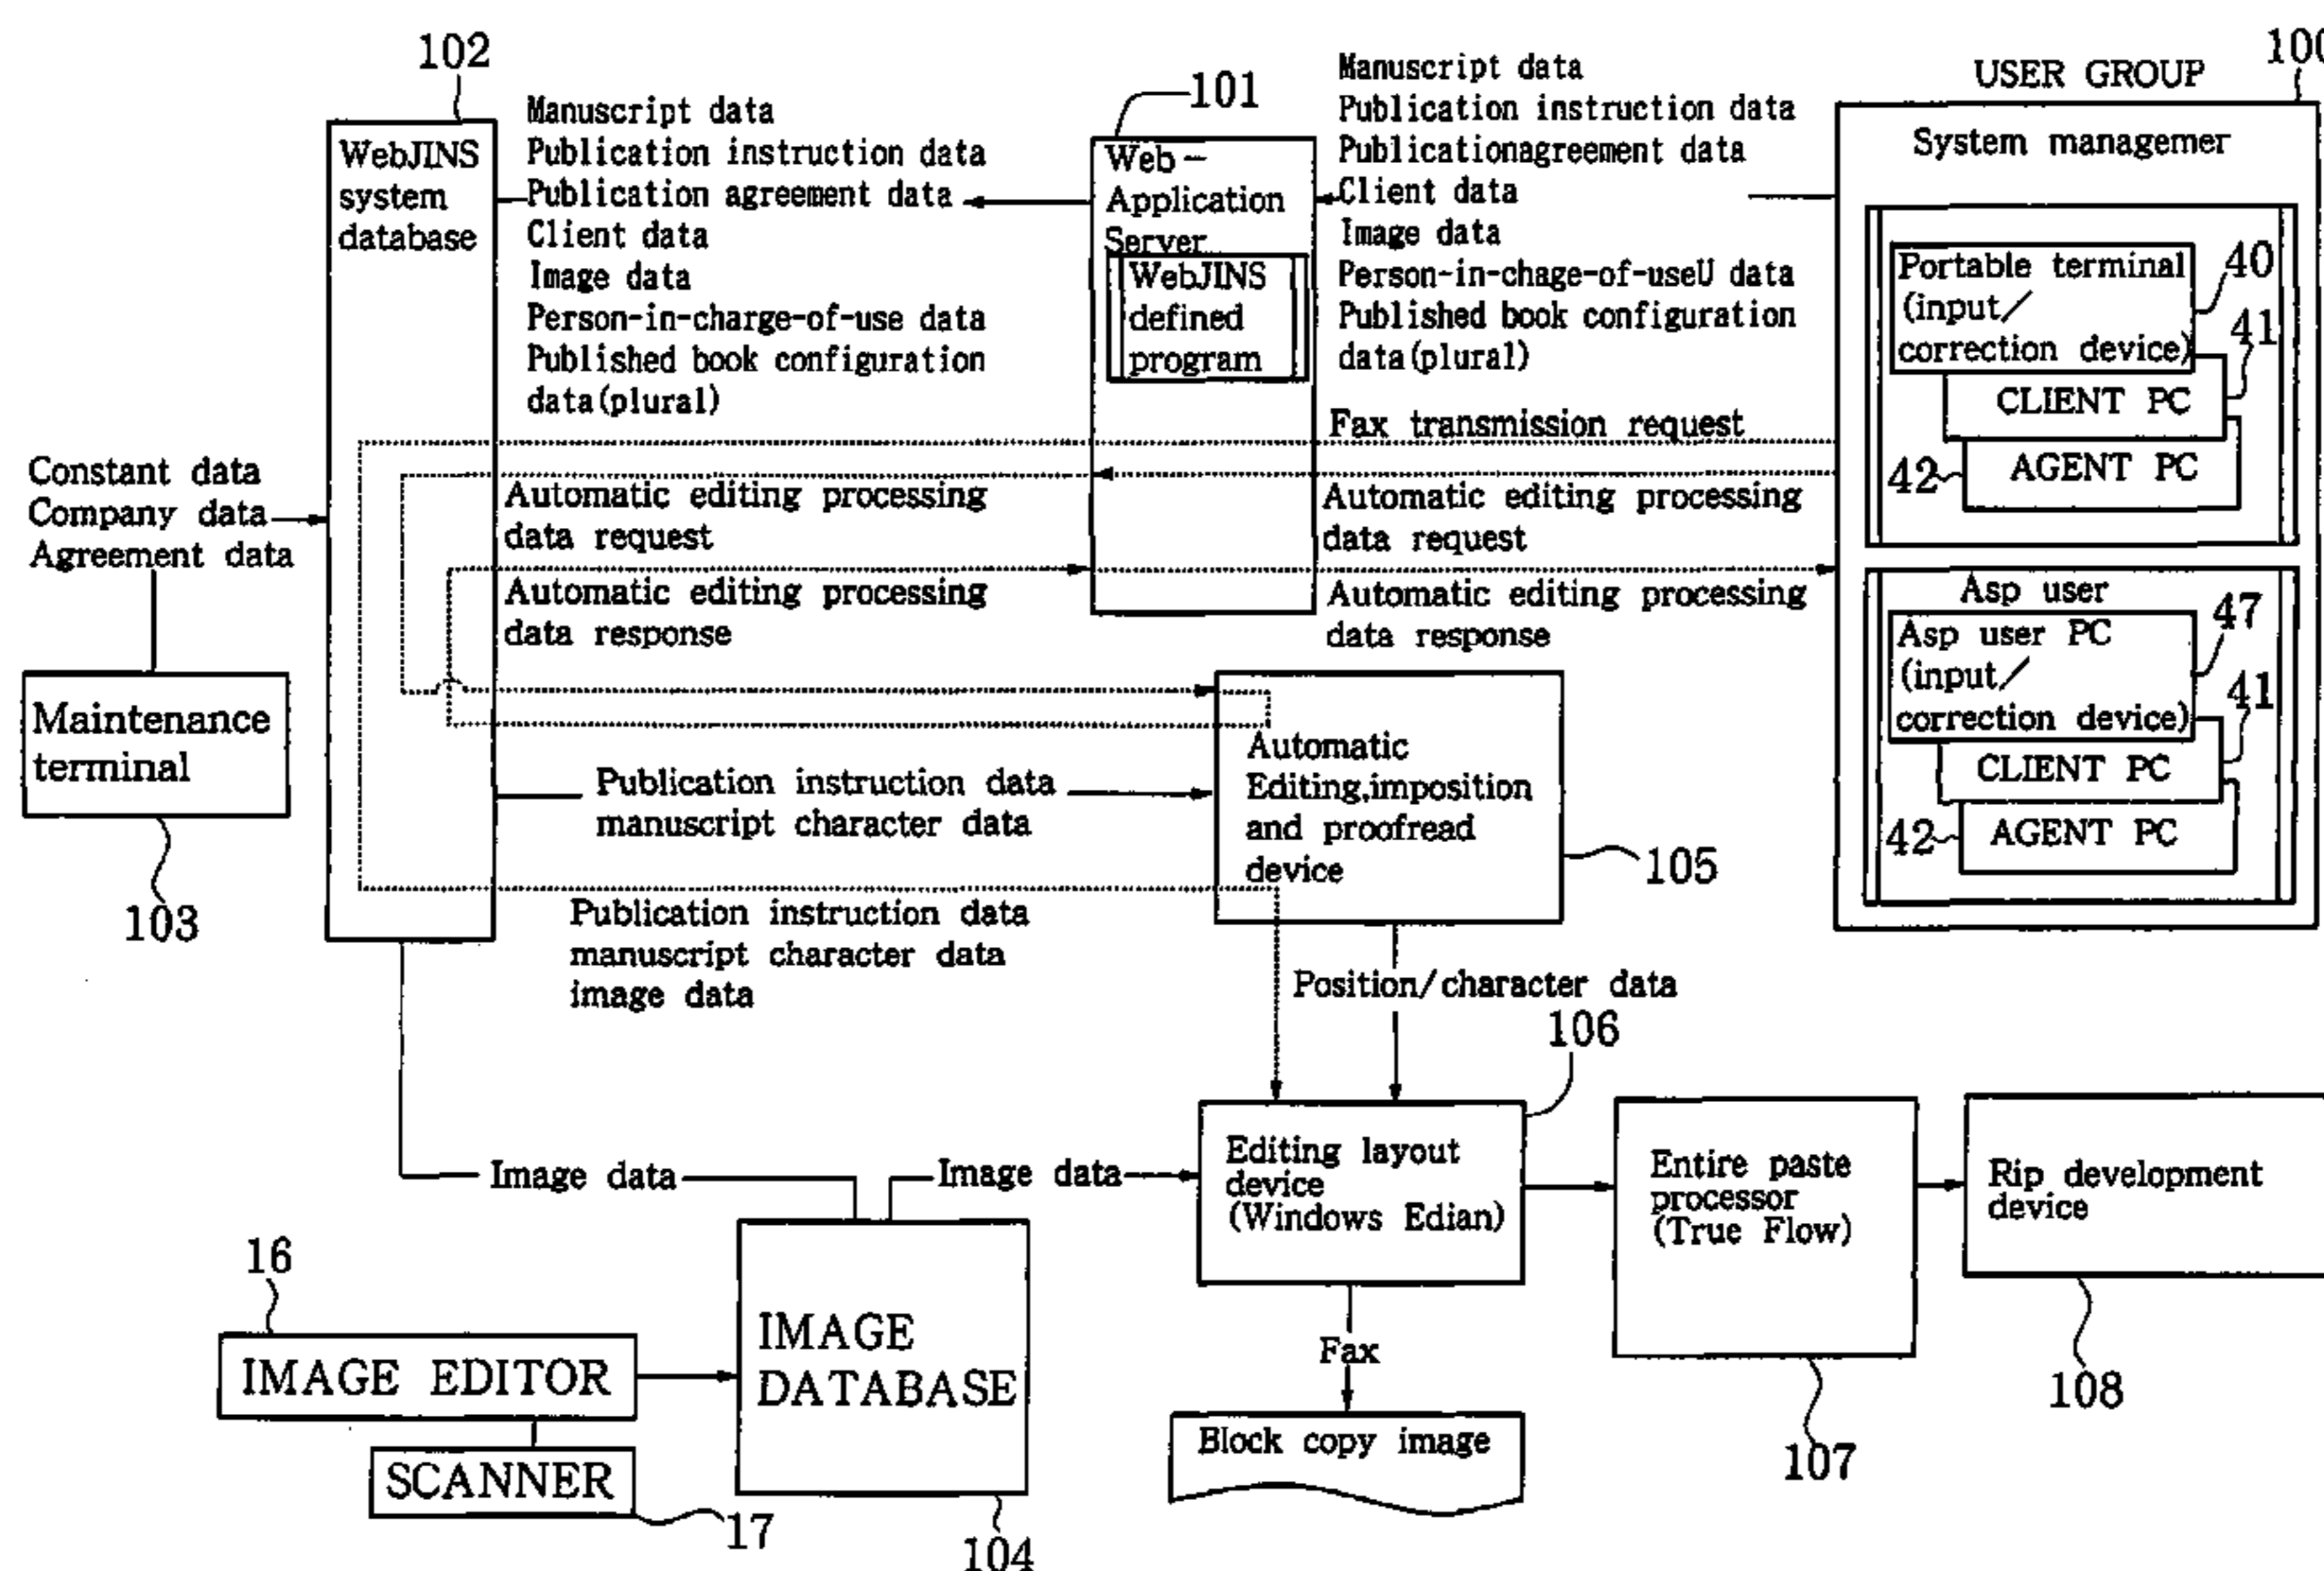 102
WebJINS
system
database
Manuscript data
Publication instruction data
Publication agreement data
Client data
Image data
Person-in-charge-of-use data
Published book configuration
data(plural)
101
Web-
Application
Server
WebJINS
defined
program
Manuscript data
Publication instruction data
Publicationagreement data
Client data
Image data
Person-in-chage-of-useU data
Published book configuration
data(plural)
100
USER GROUP
System managemer
Portable terminal
(input/
correction device)
40
41
CLIENT PC
42
AGENT PC
Asp user
Asp user PC
(input/
correction device)
47
41
CLIENT PC
42
AGENT PC
Fax transmission request
Automatic editing processing
data request
Automatic editing processing
data request
Automatic editing processing
data response
Automatic editing processing
data response
Constant data
Company data
Agreement data
Maintenance
terminal
103
Publication instruction data
manuscript character data
Automatic
Editing,imposition
and proofread
device
105
Publication instruction data
manuscript character data
image data
Position/character data
106
Image data
Image data
Editing layout
device
(Windows Edian)
Entire paste
processor
(True Flow)
Rip development
device
16
IMAGE EDITOR
SCANNER
17
IMAGE
DATABASE
104
Fax
Block copy image
107
108